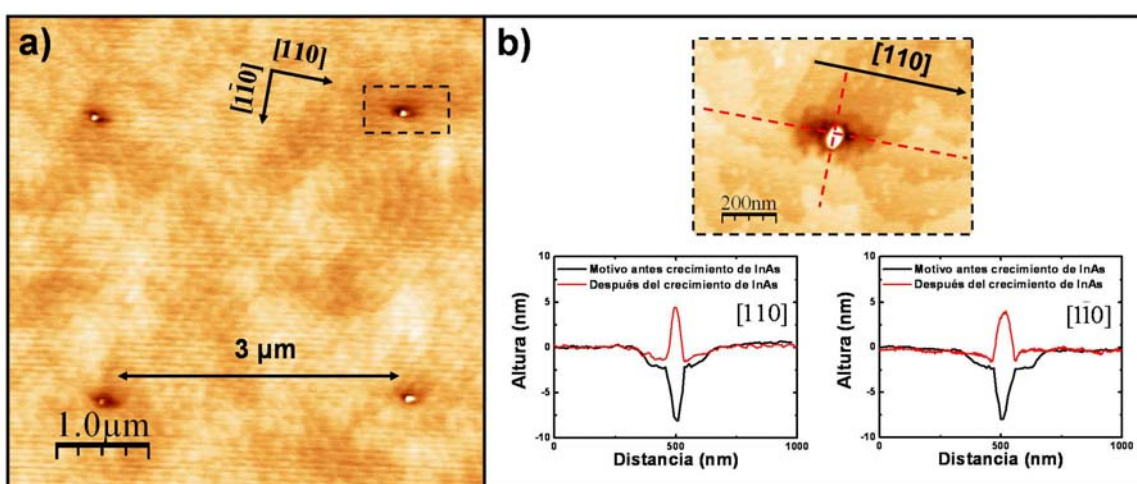 a)
[110]
[11̄0]
3 µm
1.0µm
b)
[110]
200nm
Altura (nm)
10
5
0
-5
-10
Motivo antes crecimiento de InAs
Después del crecimiento de InAs
[110]
0
500
1000
Distancia (nm)
Altura (nm)
10
5
0
-5
-10
Motivo antes crecimiento de InAs
Después del crecimiento de InAs
[11̄0]
0
500
1000
Distancia (nm)